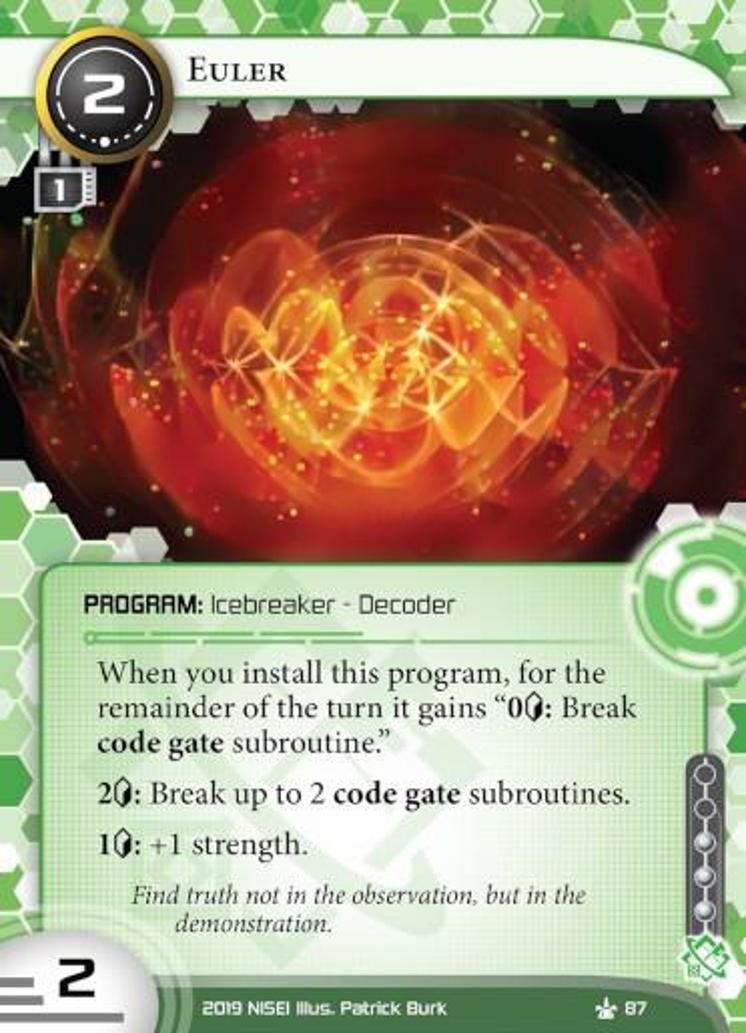 2
EULER
1
PROGRAM: Icebreaker - Decoder
When you install this program, for the
remainder of the turn it gains “0: Break
code gate subroutine.”
2: Break up to 2 code gate subroutines.
1: +1 strength.
Find truth not in the observation, but in the
demonstration.
2
2019 NISEI Illus. Patrick Burk
87